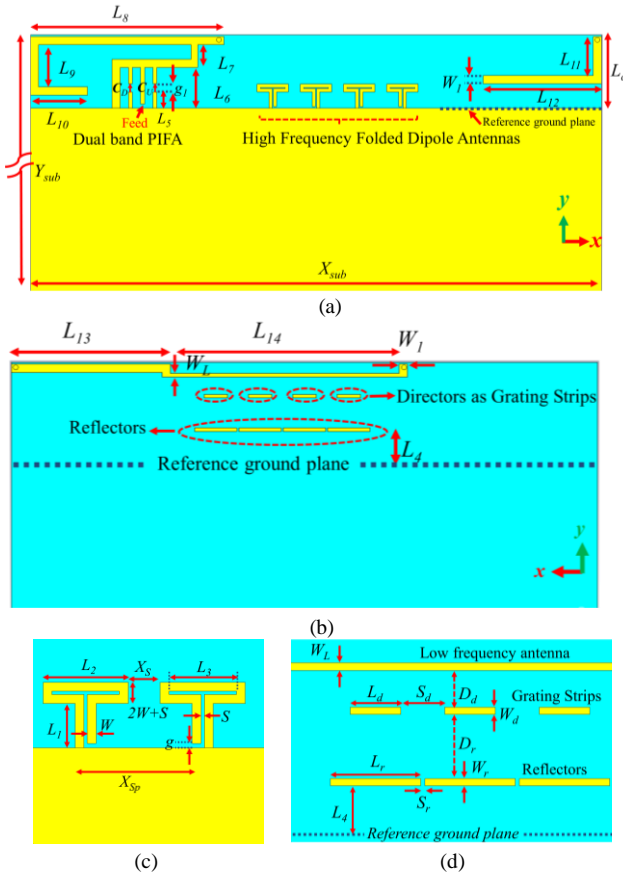 L8
L9
L7
L11
CD CU g1
L6
W1
L10
L5
L12
Feed
Reference ground plane
Dual band PIFA
High Frequency Folded Dipole Antennas
Ysub
y
x
Xsub
(a)
L13
L14
W1
WL
Directors as Grating Strips
Reflectors
L4
Reference ground plane
y
x
(b)
L2
XS
L3
2W+S
S
L1
W
g
XSp
(c)
WL
Low frequency antenna
Ld
Sd
Dd
Grating Strips
Wd
Dr
Lr
Wr
Reflectors
L4
Sr
Reference ground plane
(d)